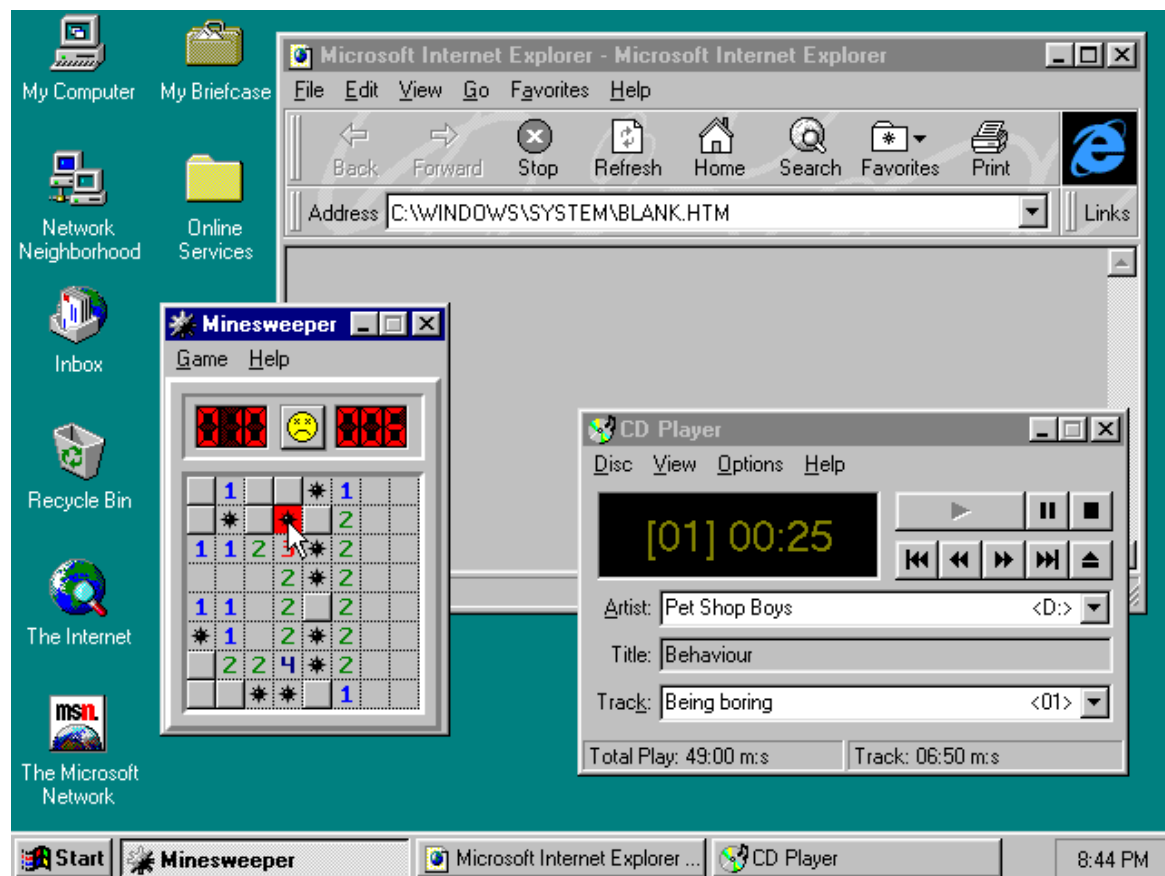 My Computer
My Briefcase
Network
Neighborhood
Online
Services
Inbox
Recycle Bin
The Internet
msn.
The Microsoft
Network
Microsoft Internet Explorer - Microsoft Internet Explorer
File Edit View Go Favorites Help
Back Forward Stop Refresh Home Search Favorites Print
Address C:\WINDOWS\SYSTEM\BLANK.HTM Links
Minesweeper
Game Help
1 1
2
1 1 2 3 2
2 2
1 1 2 2
1 2 2
2 2 4 2
1
CD Player
Disc View Options Help
[01] 00:25
Artist: Pet Shop Boys <D:>
Title: Behaviour
Track: Being boring <01>
Total Play: 49:00 m:s Track: 06:50 m:s
Start Minesweeper Microsoft Internet Explorer ... CD Player 8:44 PM